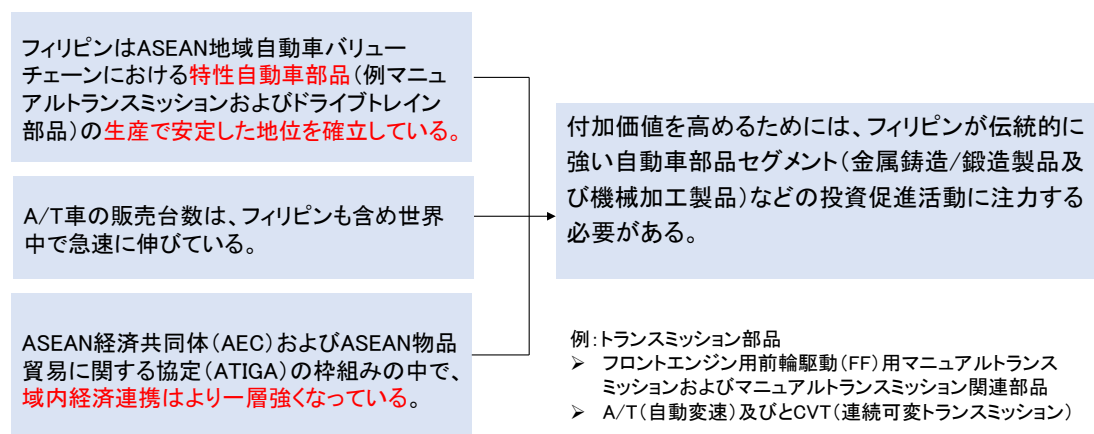 フィリピンはASEAN地域自動車バリュー
チェーンにおける特性自動車部品(例マニュ
アルトランスミッションおよびドライブトレイン
部品)の生産で安定した地位を確立している。
A/T車の販売台数は、フィリピンも含め世界
中で急速に伸びている。
ASEAN経済共同体(AEC)およびASEAN物品
貿易に関する協定(ATIGA)の枠組みの中で、
域内経済連携はより一層強くなっている。
付加価値を高めるためには、フィリピンが伝統的に
強い自動車部品セグメント(金属鋳造/鍛造製品及
び機械加工製品)などの投資促進活動に注力する
必要がある。
例:トランスミッション部品
➢ フロントエンジン用前輪駆動(FF)用マニュアルトランス
ミッションおよびマニュアルトランスミッション関連部品
➢ A/T(自動変速)及びとCVT(連続可変トランスミッション)